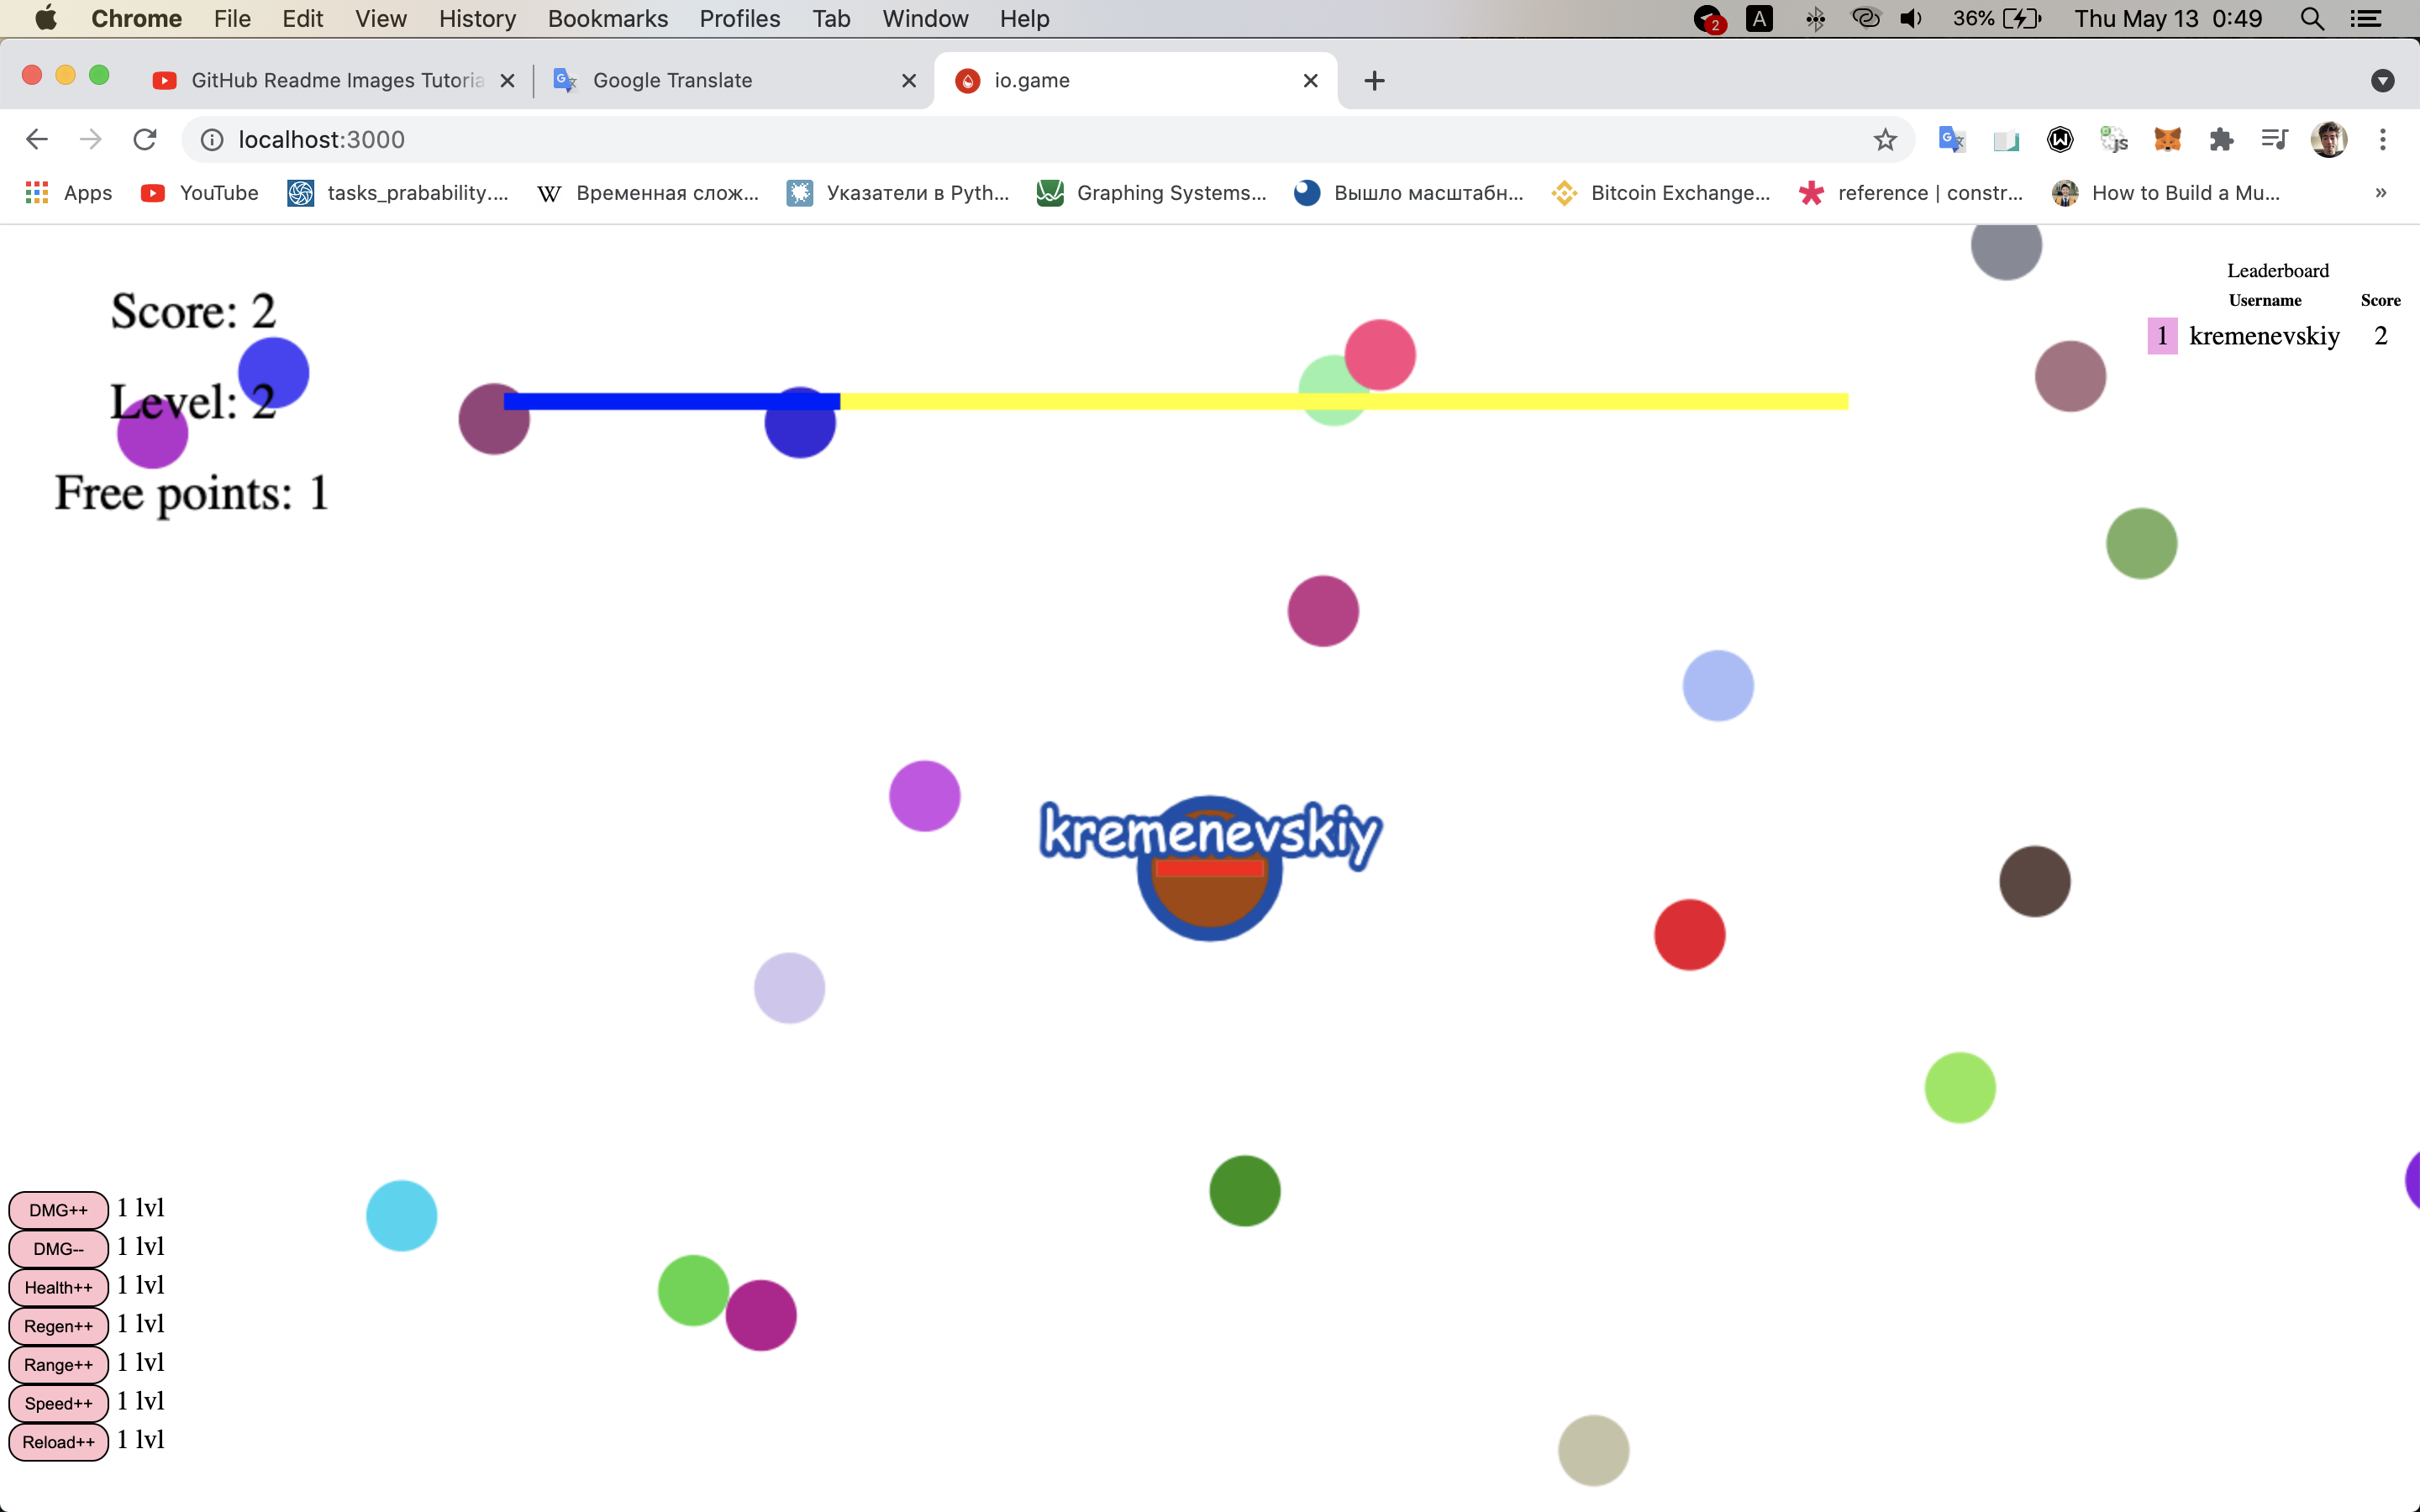 Chrome File Edit View History Bookmarks Profiles Tab Window Help 2 A 36% Thu May 13 0:49
GitHub Readme Images Tutoria Google Translate io.game
localhost:3000
Apps YouTube tasks_prabability.... Временная слож... Указатели в Pyth... Graphing Systems... Вышло масштабн... Bitcoin Exchange... reference | constr... How to Build a Mu... »
Leaderboard
Username Score
1 kremenevskiy 2
Score: 2
Level: 2
Free points: 1
kremenevskiy
DMG++ 1 lvl
DMG-- 1 lvl
Health++ 1 lvl
Regen++ 1 lvl
Range++ 1 lvl
Speed++ 1 lvl
Reload++ 1 lvl